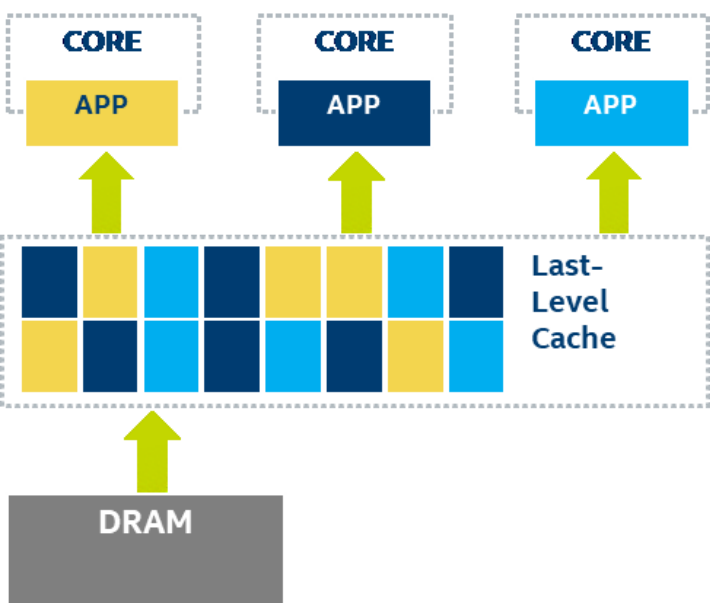 CORE
CORE
CORE
APP
APP
APP
Last-
Level
Cache
DRAM